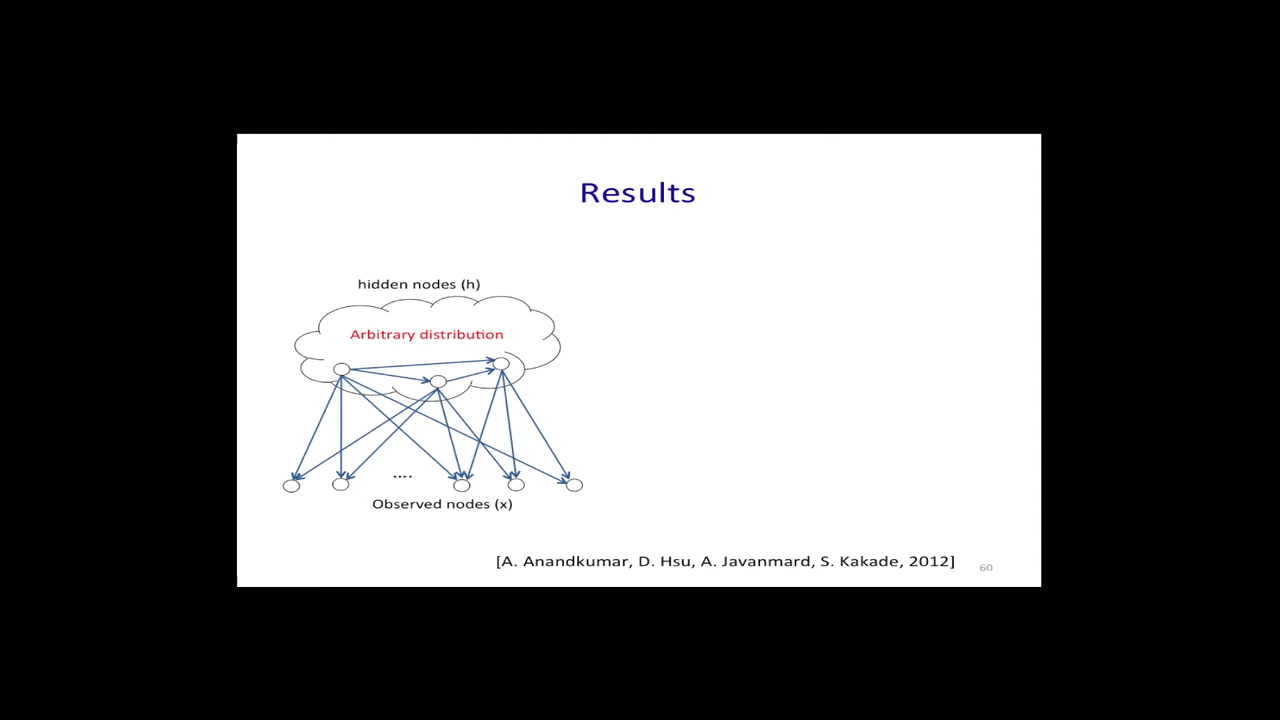 Results
hidden nodes (h)
Arbitrary distribution
....
Observed nodes (x)
[A. Anandkumar, D. Hsu, A. Javanmard, S. Kakade, 2012]
60